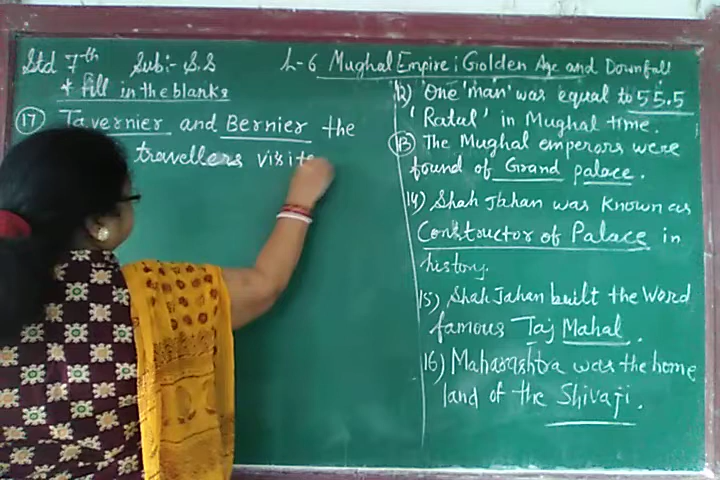 Std 7th Sub:- S.S L-6 Mughal Empire : Golden Age and Downfall
* Fill in the blanks
17) Tavernier and Bernier the
travellers visite
12) 'One 'man' was equal to 55.5
'Ratal' in Mughal time.
13) The Mughal emperors were
found of Grand palace.
14) Shah Jahan was known as
Constructor of Palace in
history.
15) Shah Jahan built the Word
famous Taj Mahal.
16) Maharashtra was the home
land of the Shivaji.